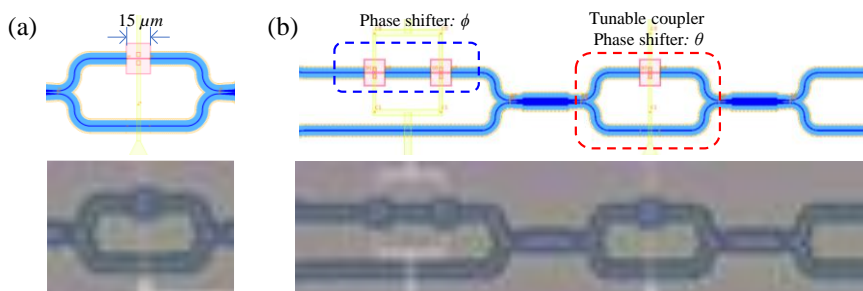 (a)
15 μm
(b)
Phase shifter: ϕ
Tunable coupler
Phase shifter: θ